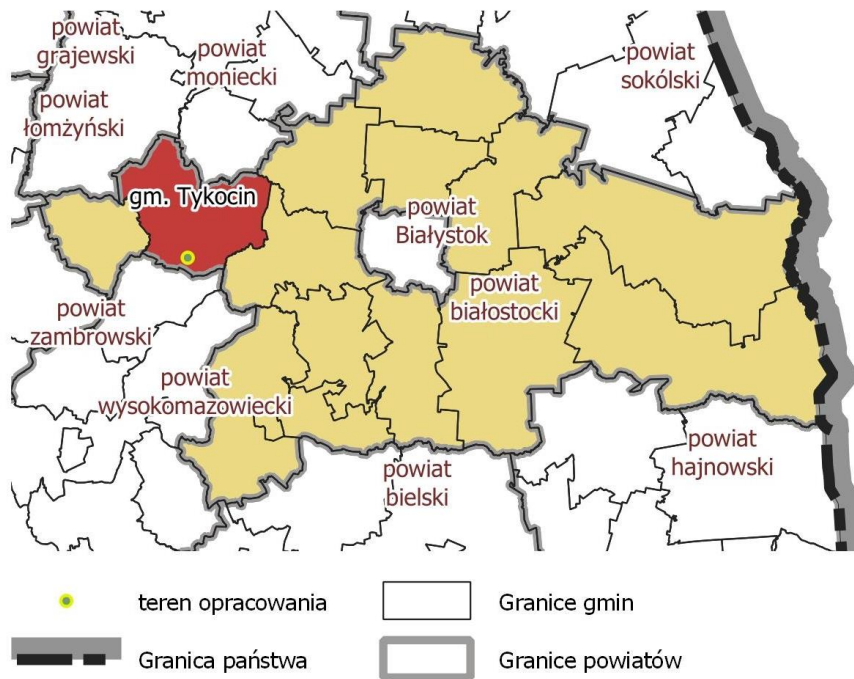 powiat
grajewski
powiat
moniecki
powiat
sokólski
powiat
łomżyński
gm. Tykocin
powiat
Białystok
powiat
białostocki
powiat
zambrowski
powiat
wysokomazowiecki
powiat
hajnowski
powiat
bielski
teren opracowania
Granice gmin
Granica państwa
Granice powiatów